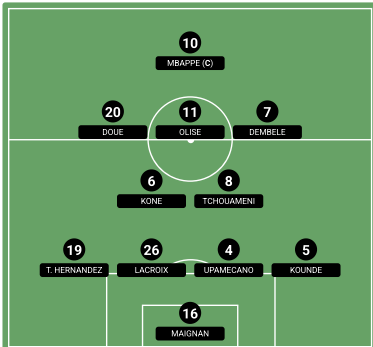 10
MBAPPE (C)
20 11 7
DOUE OLISE DEMBELE
6 8
KONE TCHOUAMENI
19 26 4 5
T. HERNANDEZ LACROIX UPAMECANO KOUNDE
16
MAIGNAN